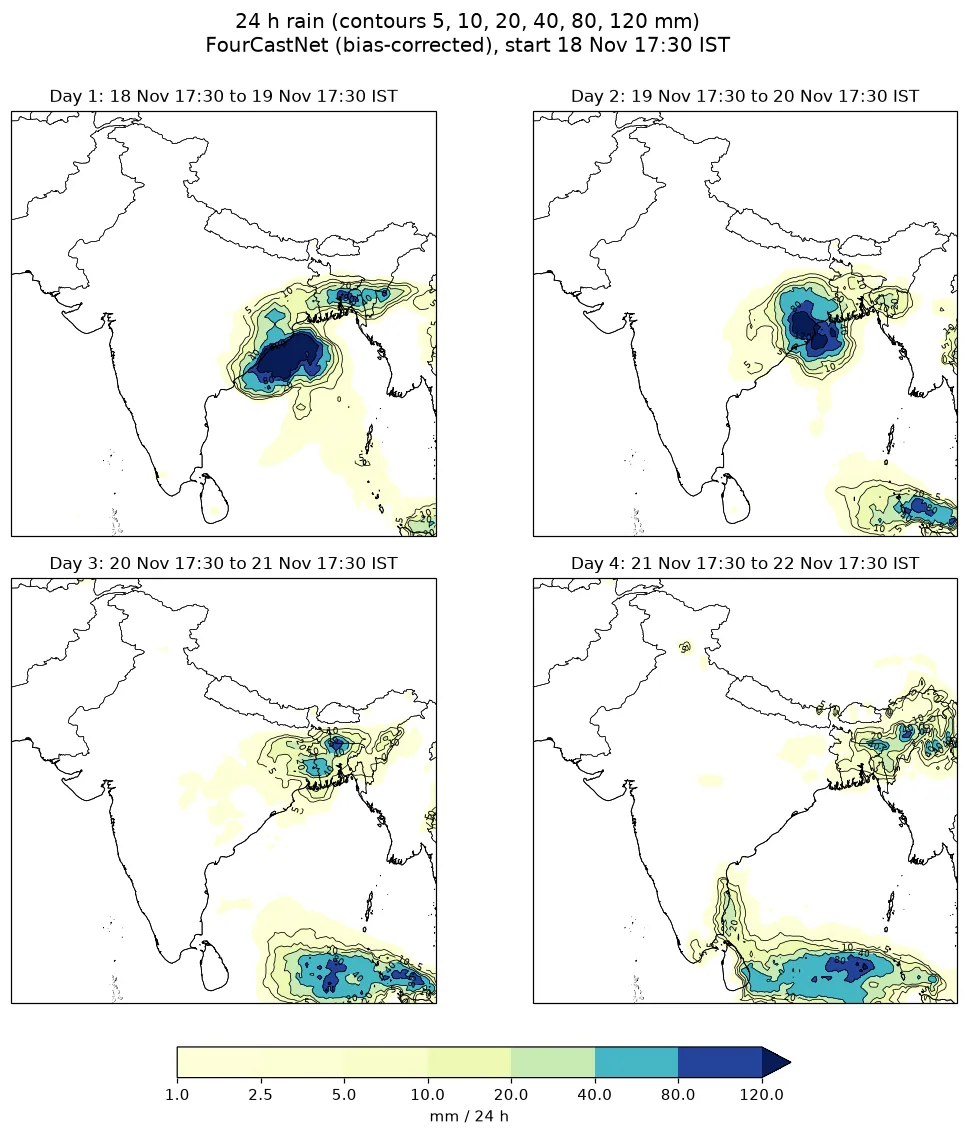 24 h rain (contours 5, 10, 20, 40, 80, 120 mm)
FourCastNet (bias-corrected), start 18 Nov 17:30 IST
Day 1: 18 Nov 17:30 to 19 Nov 17:30 IST
Day 2: 19 Nov 17:30 to 20 Nov 17:30 IST
Day 3: 20 Nov 17:30 to 21 Nov 17:30 IST
Day 4: 21 Nov 17:30 to 22 Nov 17:30 IST
1.0 2.5 5.0 10.0 20.0 40.0 80.0 120.0
mm / 24 h